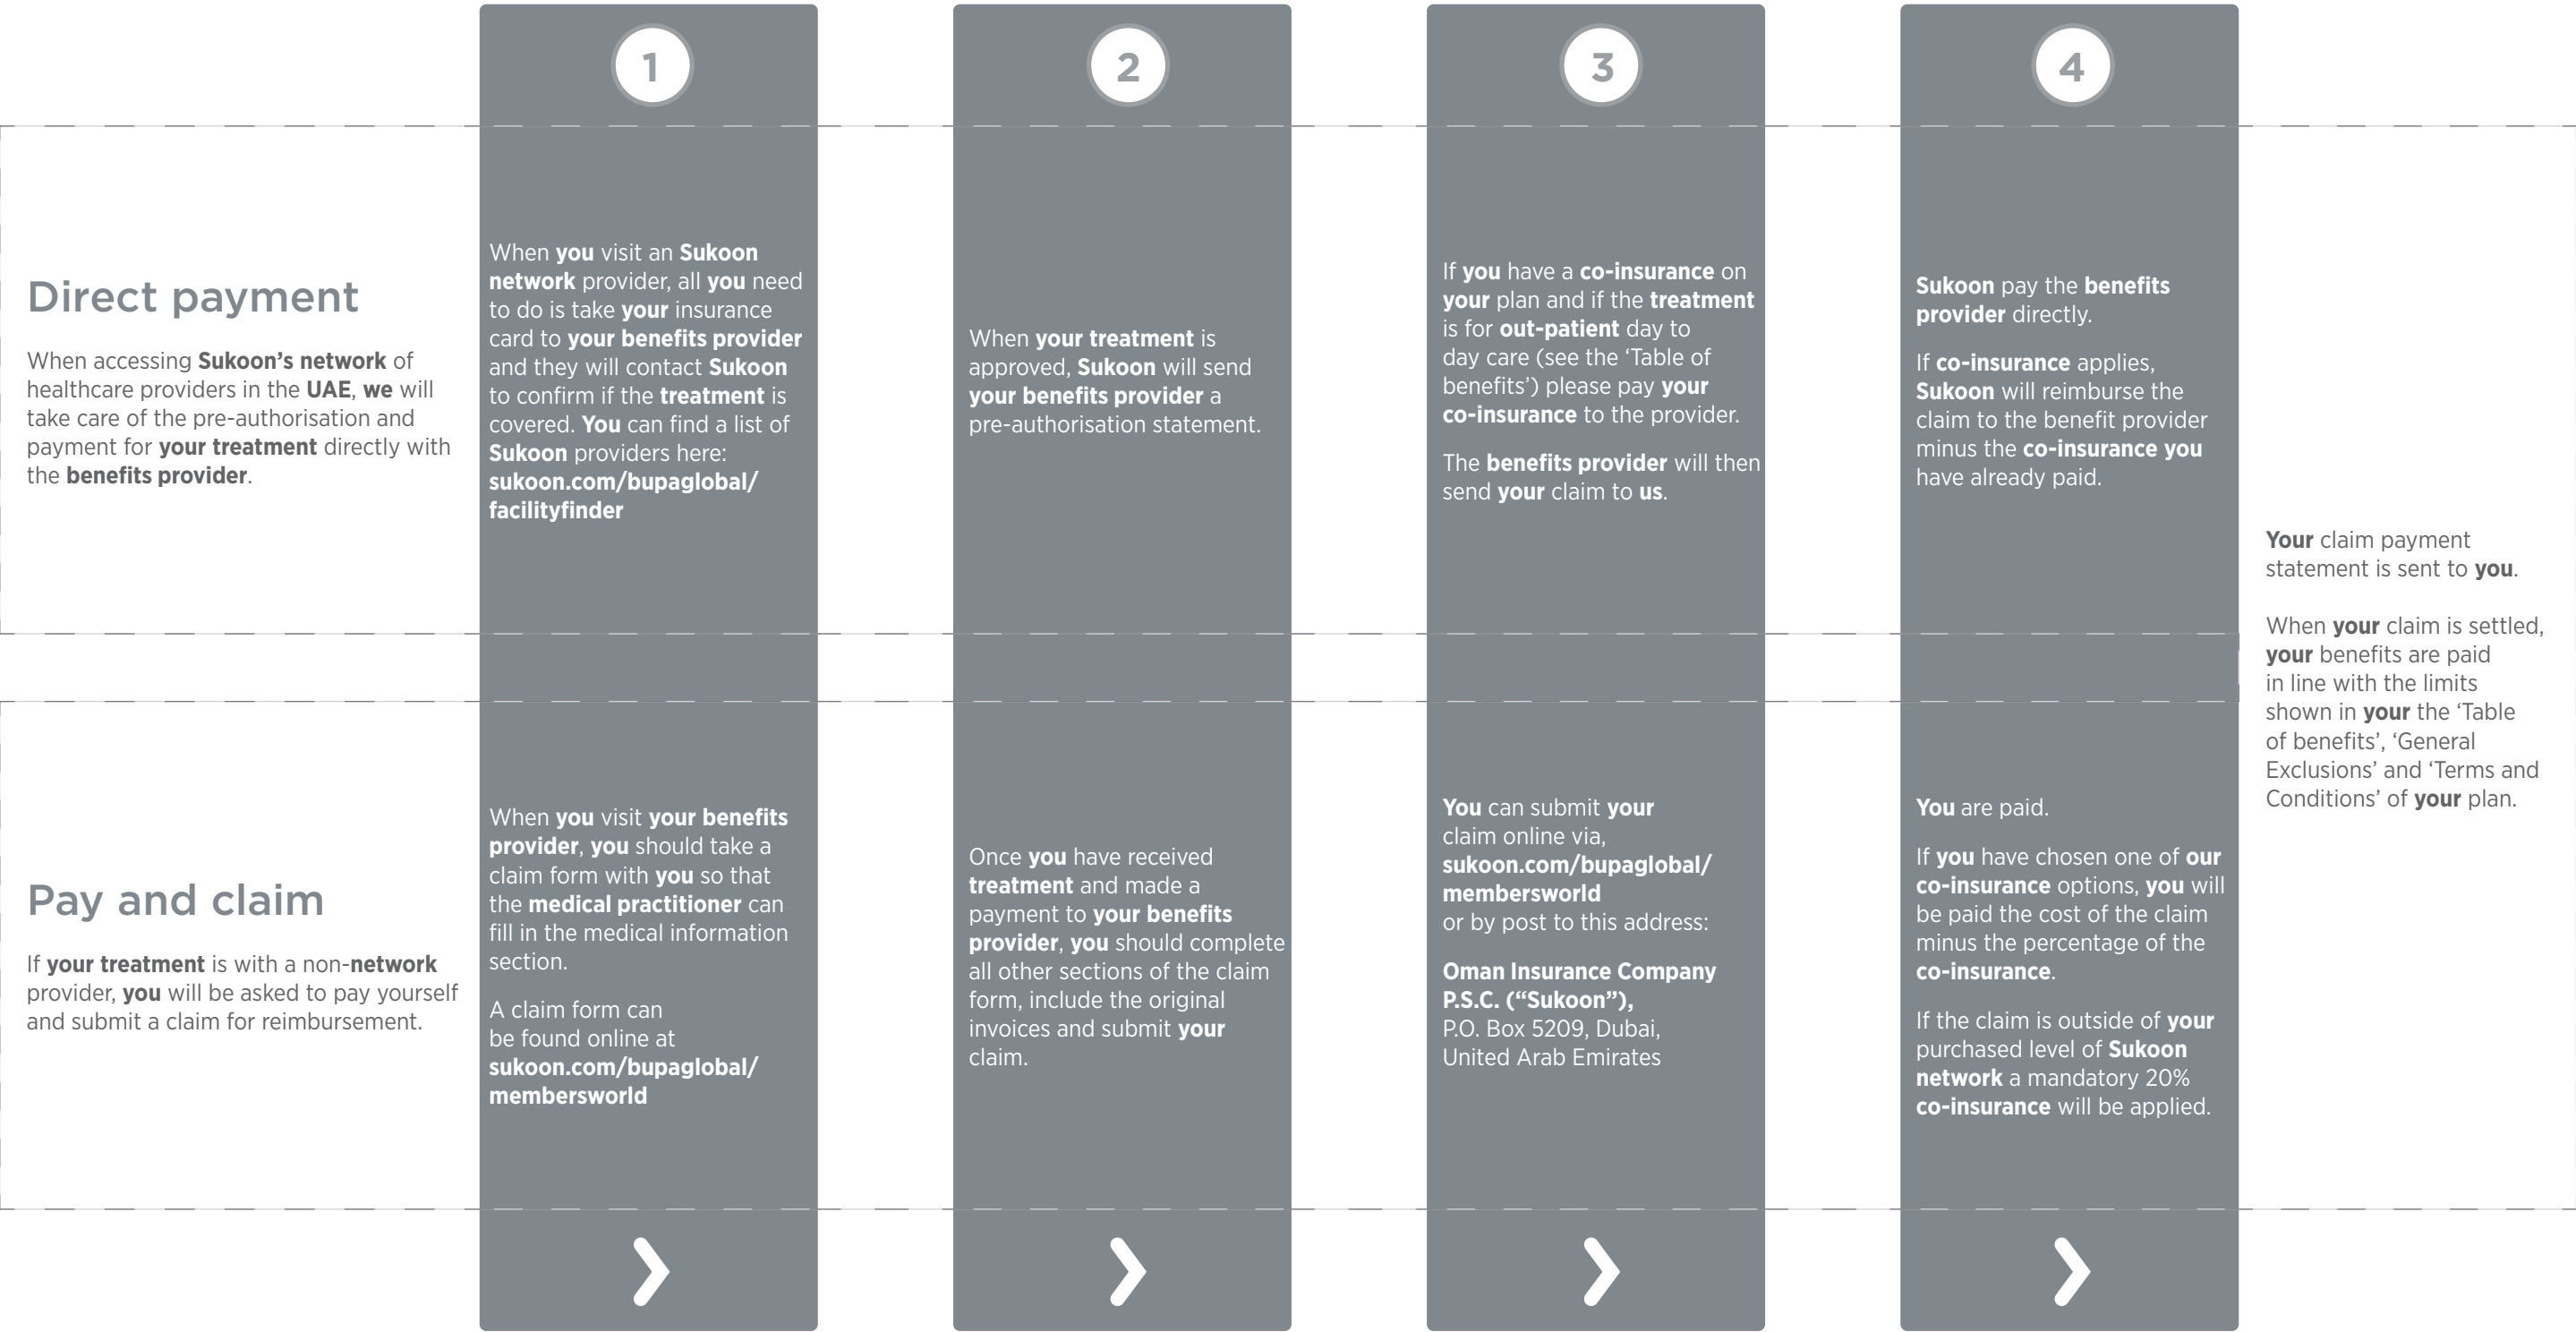 1
2
3
4
Direct payment
When accessing Sukoon's network of
healthcare providers in the UAE, we will
take care of the pre-authorisation and
payment for your treatment directly with
the benefits provider.
When you visit an Sukoon
network provider, all you need
to do is take your insurance
card to your benefits provider
and they will contact Sukoon
to confirm if the treatment is
covered. You can find a list of
Sukoon providers here:
sukoon.com/bupaglobal/
facilityfinder
When your treatment is
approved, Sukoon will send
your benefits provider a
pre-authorisation statement.
If you have a co-insurance on
your plan and if the treatment
is for out-patient day to
day care (see the ‘Table of
benefits’) please pay your
co-insurance to the provider.
The benefits provider will then
send your claim to us.
Sukoon pay the benefits
provider directly.
If co-insurance applies,
Sukoon will reimburse the
claim to the benefit provider
minus the co-insurance you
have already paid.
Pay and claim
If your treatment is with a non-network
provider, you will be asked to pay yourself
and submit a claim for reimbursement.
When you visit your benefits
provider, you should take a
claim form with you so that
the medical practitioner can
fill in the medical information
section.
A claim form can
be found online at
sukoon.com/bupaglobal/
membersworld
Once you have received
treatment and made a
payment to your benefits
provider, you should complete
all other sections of the claim
form, include the original
invoices and submit your
claim.
You can submit your
claim online via,
sukoon.com/bupaglobal/
membersworld
or by post to this address:
Oman Insurance Company
P.S.C. (“Sukoon”),
P.O. Box 5209, Dubai,
United Arab Emirates
You are paid.
If you have chosen one of our
co-insurance options, you will
be paid the cost of the claim
minus the percentage of the
co-insurance.
If the claim is outside of your
purchased level of Sukoon
network a mandatory 20%
co-insurance will be applied.
Your claim payment
statement is sent to you.
When your claim is settled,
your benefits are paid
in line with the limits
shown in your the ‘Table
of benefits’, ‘General
Exclusions’ and ‘Terms and
Conditions’ of your plan.